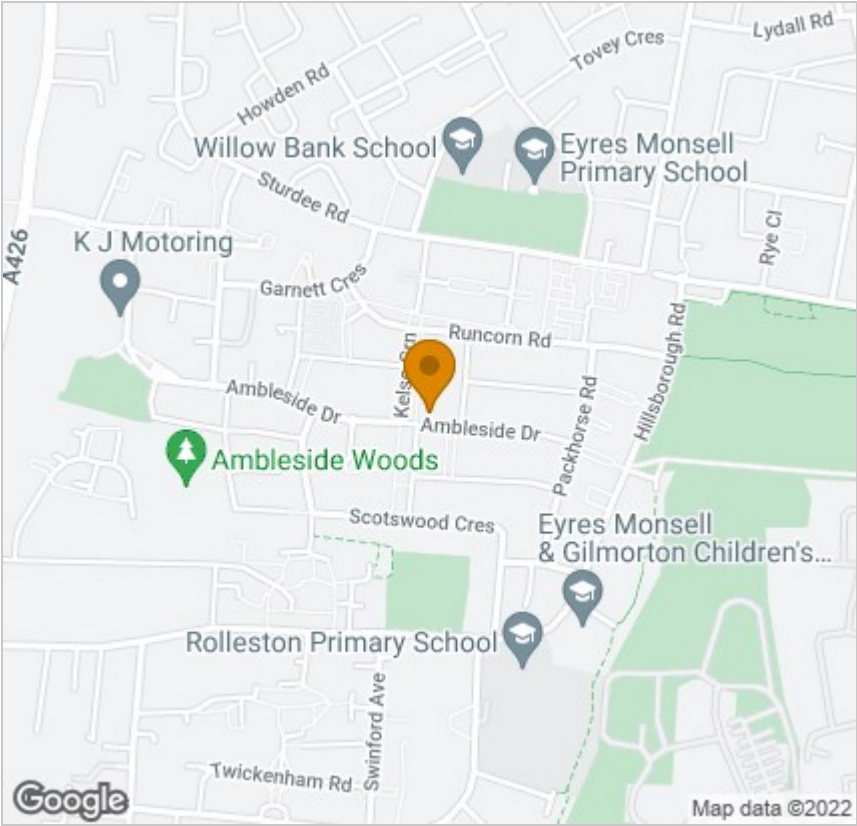 Lydall Rd
Tovey Cres
Howden Rd
Willow Bank School
Eyres Monsell
Primary School
Sturdee Rd
Rye Cl
A426
K J Motoring
Garnett Cres
Runcorn Rd
Hillsborough Rd
Ambleside Dr
Ambleside Dr
Packhorse Rd
Ambleside Woods
Scotswood Cres
Eyres Monsell
& Gilmorton Children's...
Rolleston Primary School
Swinford Ave
Twickenham Rd
Google
Map data ©2022